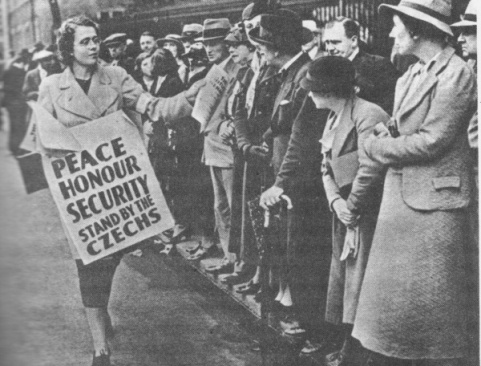 PEACE
HONOUR
SECURITY
STAND BY THE
CZECHS